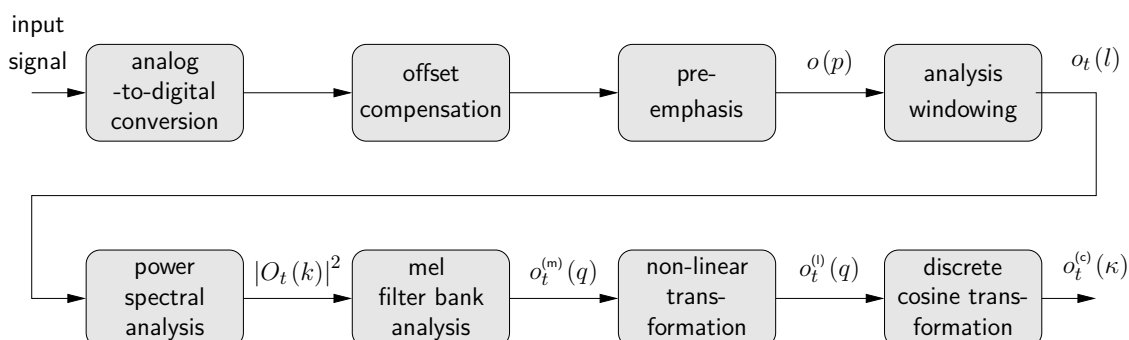 input
signal
analog
-to-digital
conversion
offset
compensation
pre-
emphasis
o(p)
analysis
windowing
o_t(l)
power
spectral
analysis
|O_t(k)|^2
mel
filter bank
analysis
o_t^(m)(q)
non-linear
trans-
formation
o_t^(l)(q)
discrete
cosine trans-
formation
o_t^(c)(κ)